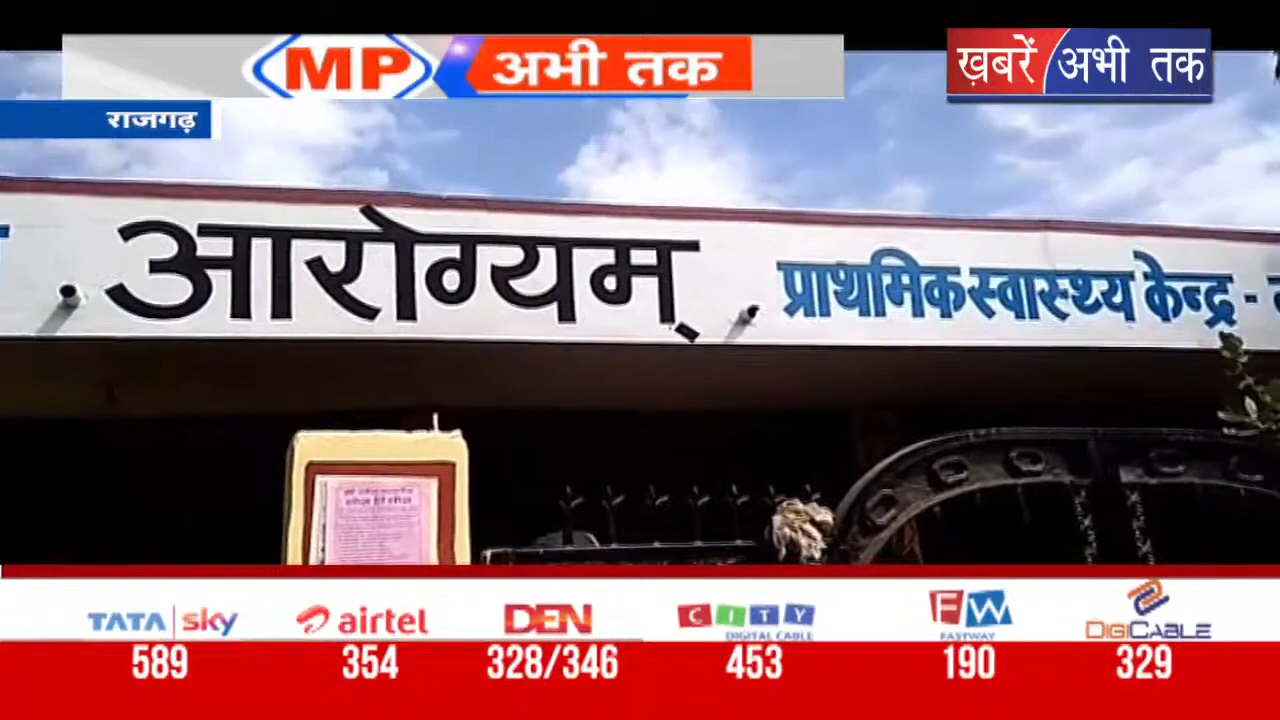 MP अभी तक
ख़बरें अभी तक
राजगढ़
आरोग्यम् प्राथमिक स्वास्थ्य केन्द्र -
TATA sky airtel DEN CITY DIGITAL CABLE FW FASTWAY DIGICABLE
589 354 328/346 453 190 329